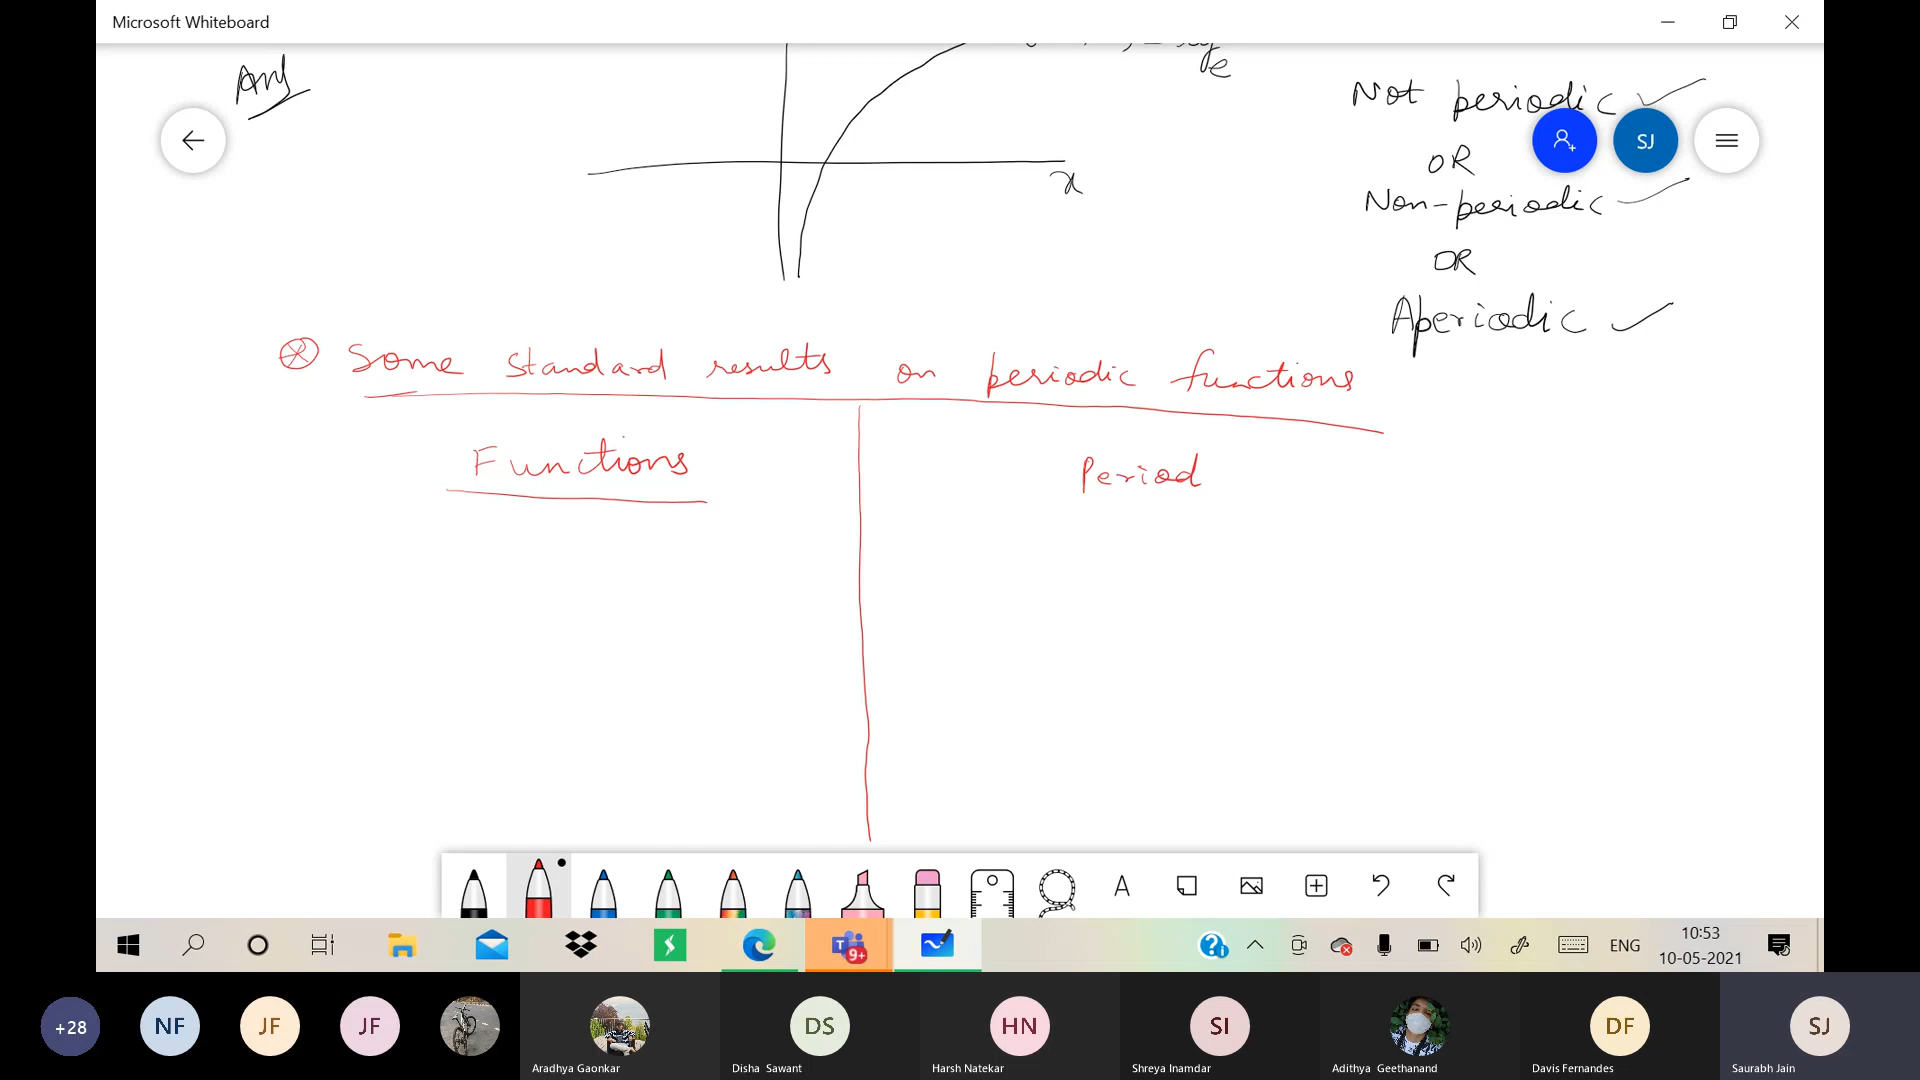 Microsoft Whiteboard
Ans
e
x
Not periodic
OR
Non-periodic
OR
Aperiodic
SJ
Some standard results on periodic functions
Functions
Period
A
T
9+
ENG
10:53
10-05-2021
+28
NF
JF
JF
Aradhya Gaonkar
DS
Disha Sawant
HN
Harsh Natekar
SI
Shreya Inamdar
Adithya Geethanand
DF
Davis Fernandes
SJ
Saurabh Jain